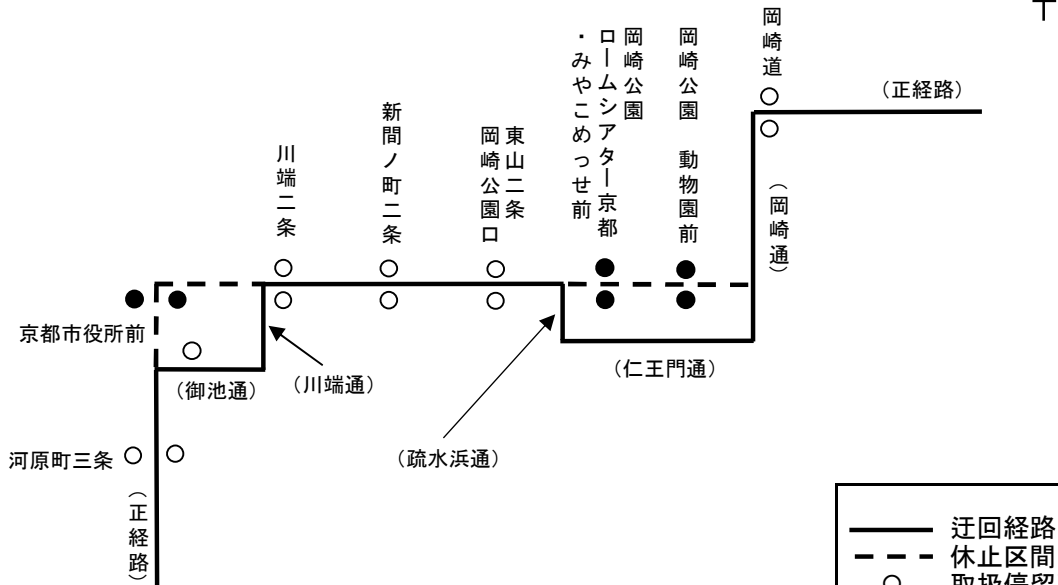 岡崎道
(正経路)
岡崎公園
動物園前
岡崎公園
ロームシアター京都
・みやこめっせ前
東山二条
岡崎公園口
新間ノ町二条
川端二条
(岡崎通)
京都市役所前
(御池通)
(川端通)
(仁王門通)
(疏水浜通)
河原町三条
(正経路)
迂回経路
休止区間